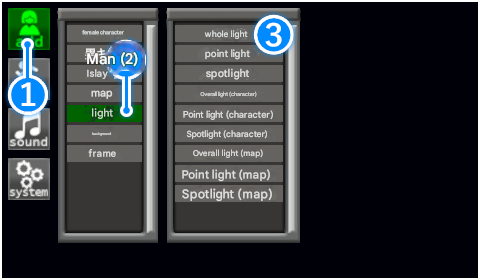 add
sound
system
1
female character
Man (2)
Islay
map
light
background
frame
3
whole light
point light
spotlight
Overall light (character)
Point light (character)
Spotlight (character)
Overall light (map)
Point light (map)
Spotlight (map)